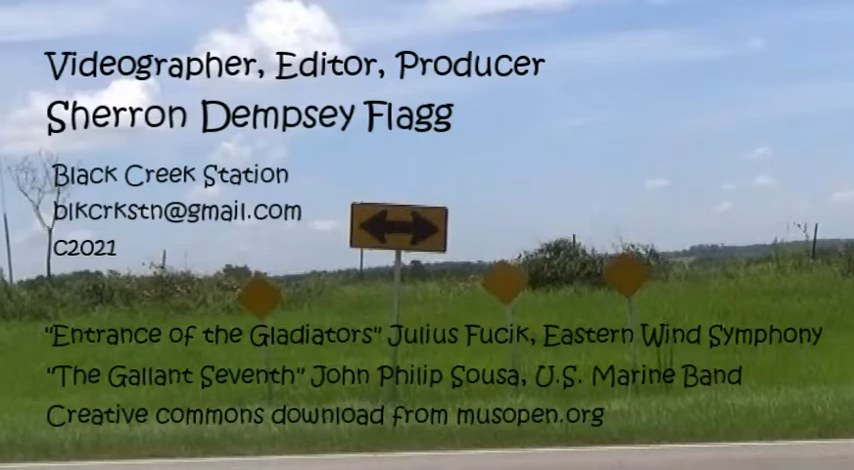 Videographer, Editor, Producer
Sherron Dempsey Flagg
Black Creek Station
blkcrkstn@gmail.com
c2021
"Entrance of the Gladiators" Julius Fucik, Eastern Wind Symphony
"The Gallant Seventh" John Philip Sousa, U.S. Marine Band
Creative commons download from musopen.org